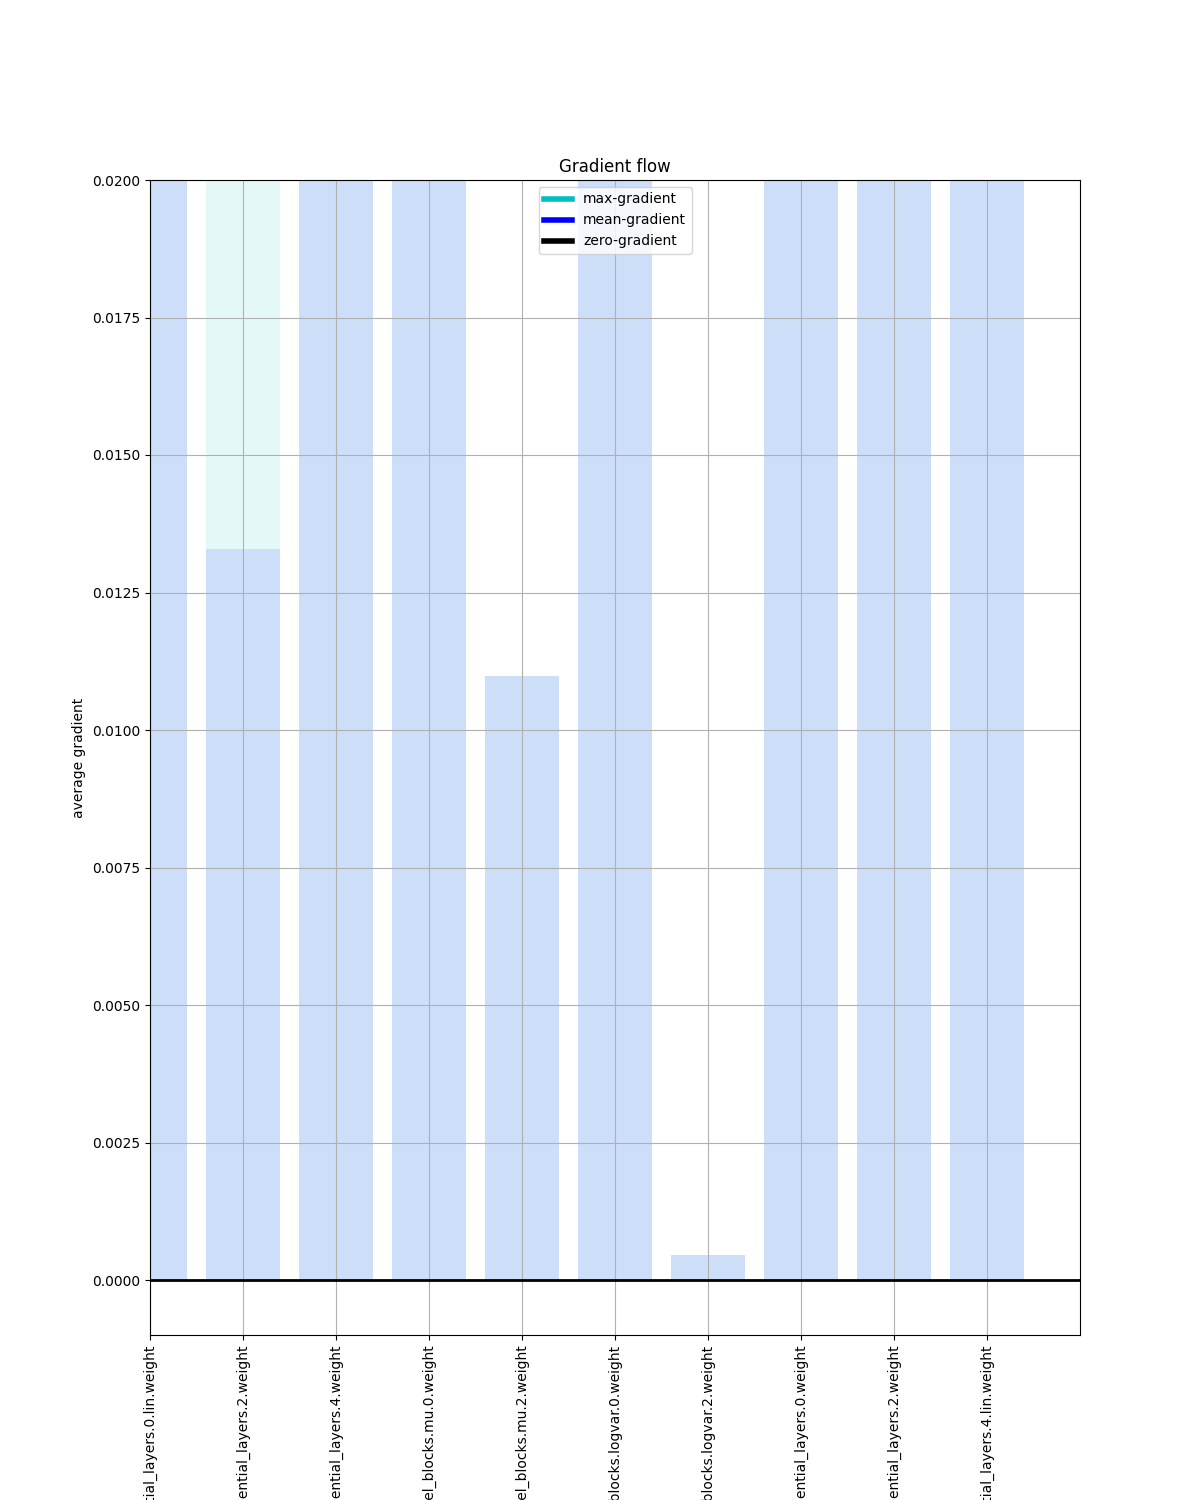 Gradient flow
max-gradient
mean-gradient
zero-gradient
0.0200
0.0175
0.0150
0.0125
0.0100
0.0075
0.0050
0.0025
0.0000
average gradient
tial_layers.0.lin.weight
ential_layers.2.weight
ential_layers.4.weight
el_blocks.mu.0.weight
el_blocks.mu.2.weight
blocks.logvar.0.weight
blocks.logvar.2.weight
ential_layers.0.weight
ential_layers.2.weight
tial_layers.4.lin.weight